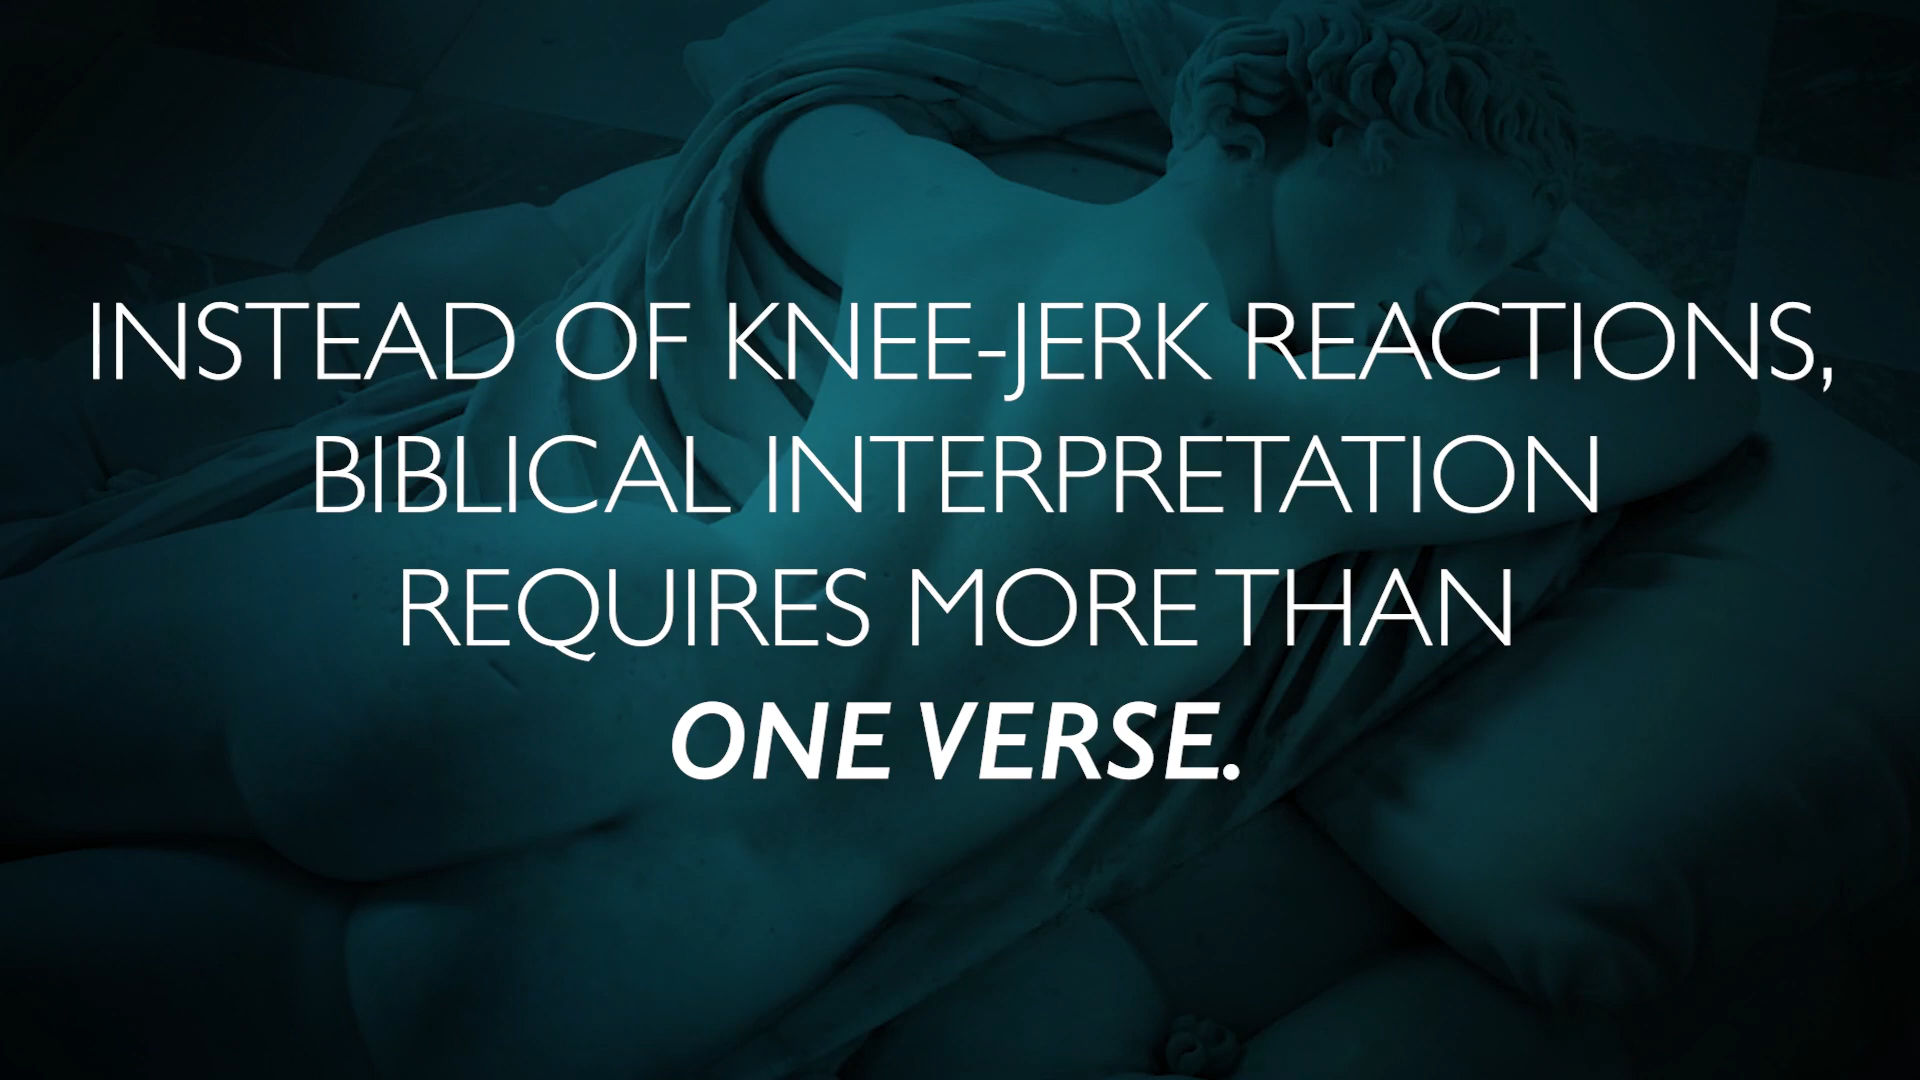 INSTEAD OF KNEE-JERK REACTIONS,
BIBLICAL INTERPRETATION
REQUIRES MORE THAN
ONE VERSE.